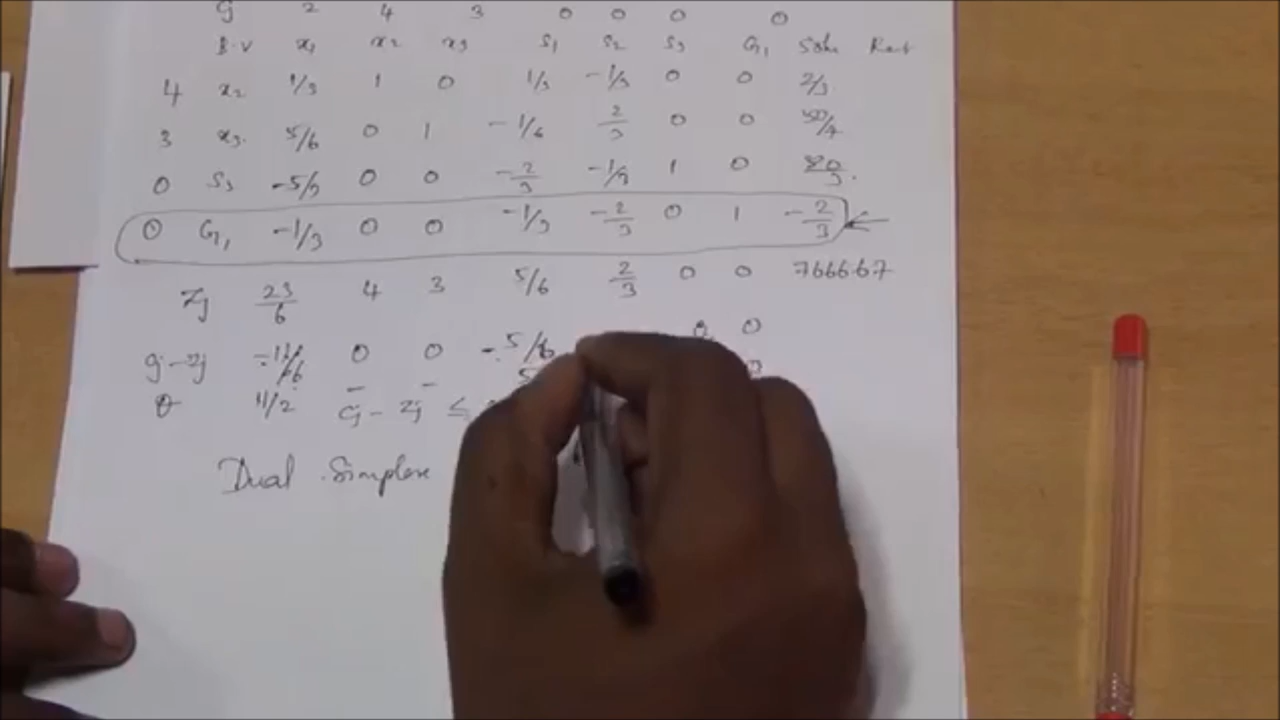 Cj 2 4 3 0 0 0 0
B.V x1 x2 x3 S1 S2 S3 G1 Soln
4 x2 1/3 1 0 1/3 -1/3 0 0 2/3
3 x3 5/6 0 1 -1/6 2/3 0 0
0 S3 -5/3 0 0 -2/3 -1/3 1 0
0 G1 -1/3 0 0 -1/3 -2/3 0 1 -2/3
Zj 23/6 4 3 5/6 2/3 0 0 7666.67
Cj-Zj -11/6 0 0 -5/6 0 0
θ 11/2 - - 5
Cj - Zj ≤
Dual Simplex